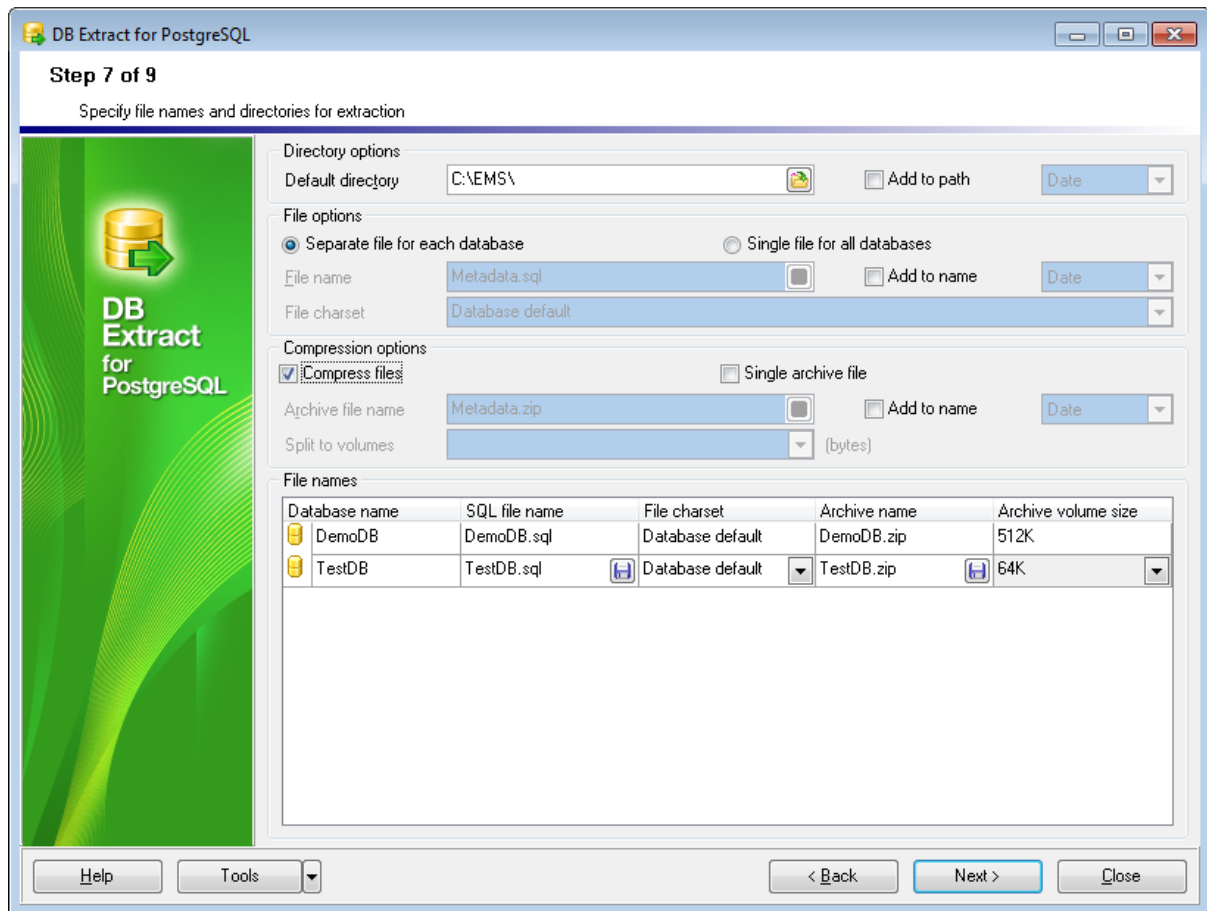 DB Extract for PostgreSQL
Step 7 of 9
Specify file names and directories for extraction
DB
Extract
for
PostgreSQL
Directory options
Default directory C:\EMS\ Add to path Date
File options
Separate file for each database Single file for all databases
File name Metadata.sql Add to name Date
File charset Database default
Compression options
Compress files Single archive file
Archive file name Metadata.zip Add to name Date
Split to volumes (bytes)
File names
Database name SQL file name File charset Archive name Archive volume size
DemoDB DemoDB.sql Database default DemoDB.zip 512K
TestDB TestDB.sql Database default TestDB.zip 64K
Help Tools < Back Next > Close